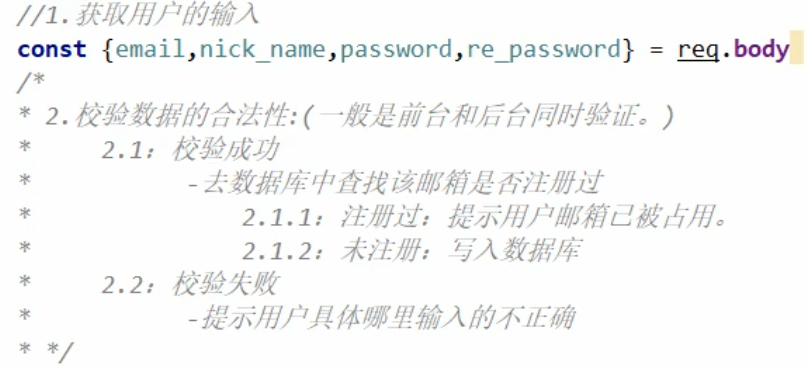 //1.获取用户的输入
const {email,nick_name,password,re_password} = req.body
/*
* 2.校验数据的合法性:(一般是前台和后台同时验证。)
*     2.1：校验成功
*          -去数据库中查找该邮箱是否注册过
*             2.1.1：注册过：提示用户邮箱已被占用。
*             2.1.2：未注册：写入数据库
*     2.2：校验失败
*          -提示用户具体哪里输入的不正确
* */